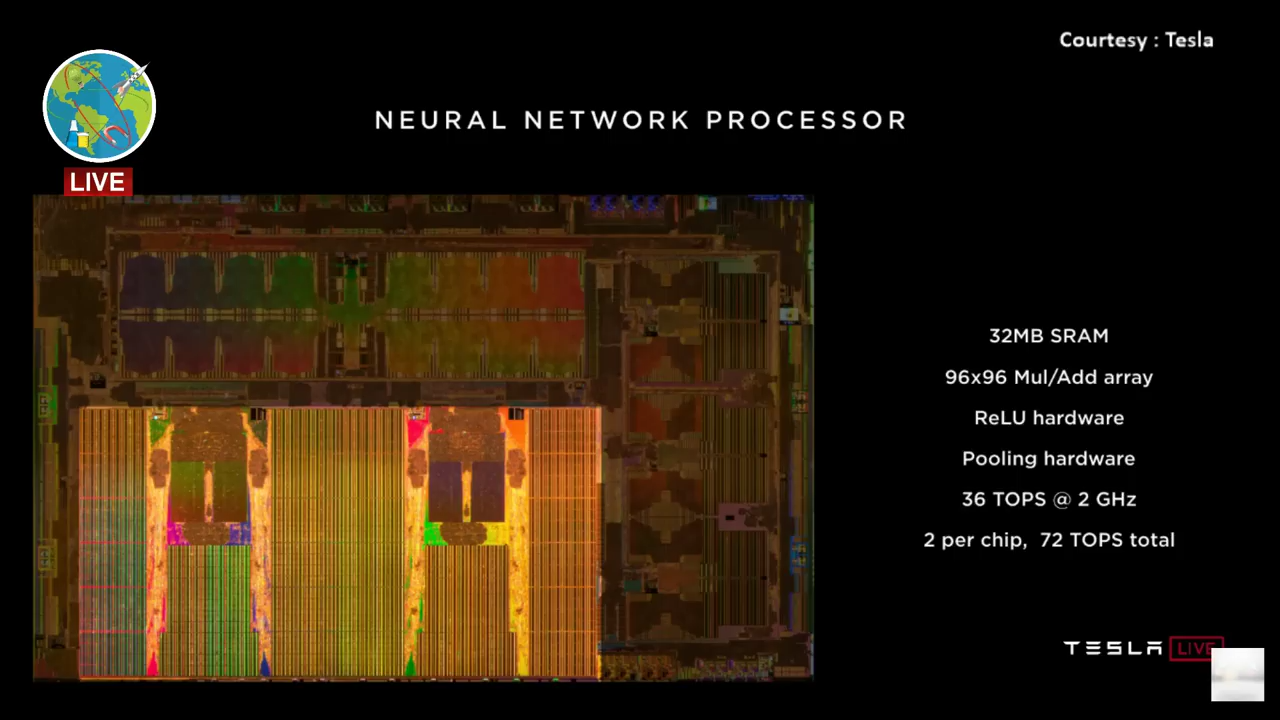 Courtesy : Tesla
NEURAL NETWORK PROCESSOR
LIVE
32MB SRAM
96x96 Mul/Add array
ReLU hardware
Pooling hardware
36 TOPS @ 2 GHz
2 per chip, 72 TOPS total
TESLA LIVE